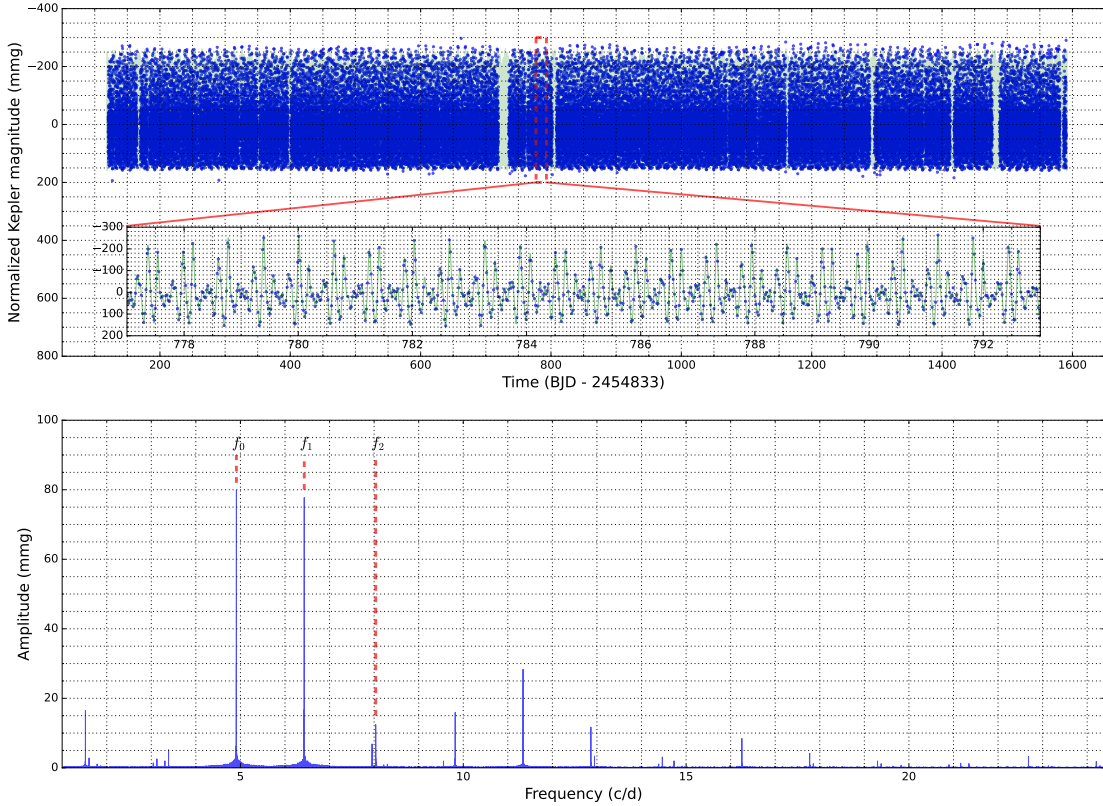 −400
−200
0
200
400
600
800
Normalized Kepler magnitude (mmg)
−300
−200
−100
0
100
200
778 780 782 784 786 788 790 792
200 400 600 800 1000 1200 1400 1600
Time (BJD - 2454833)
100
80
60
40
20
0
Amplitude (mmg)
f0 f1 f2
5 10 15 20
Frequency (c/d)